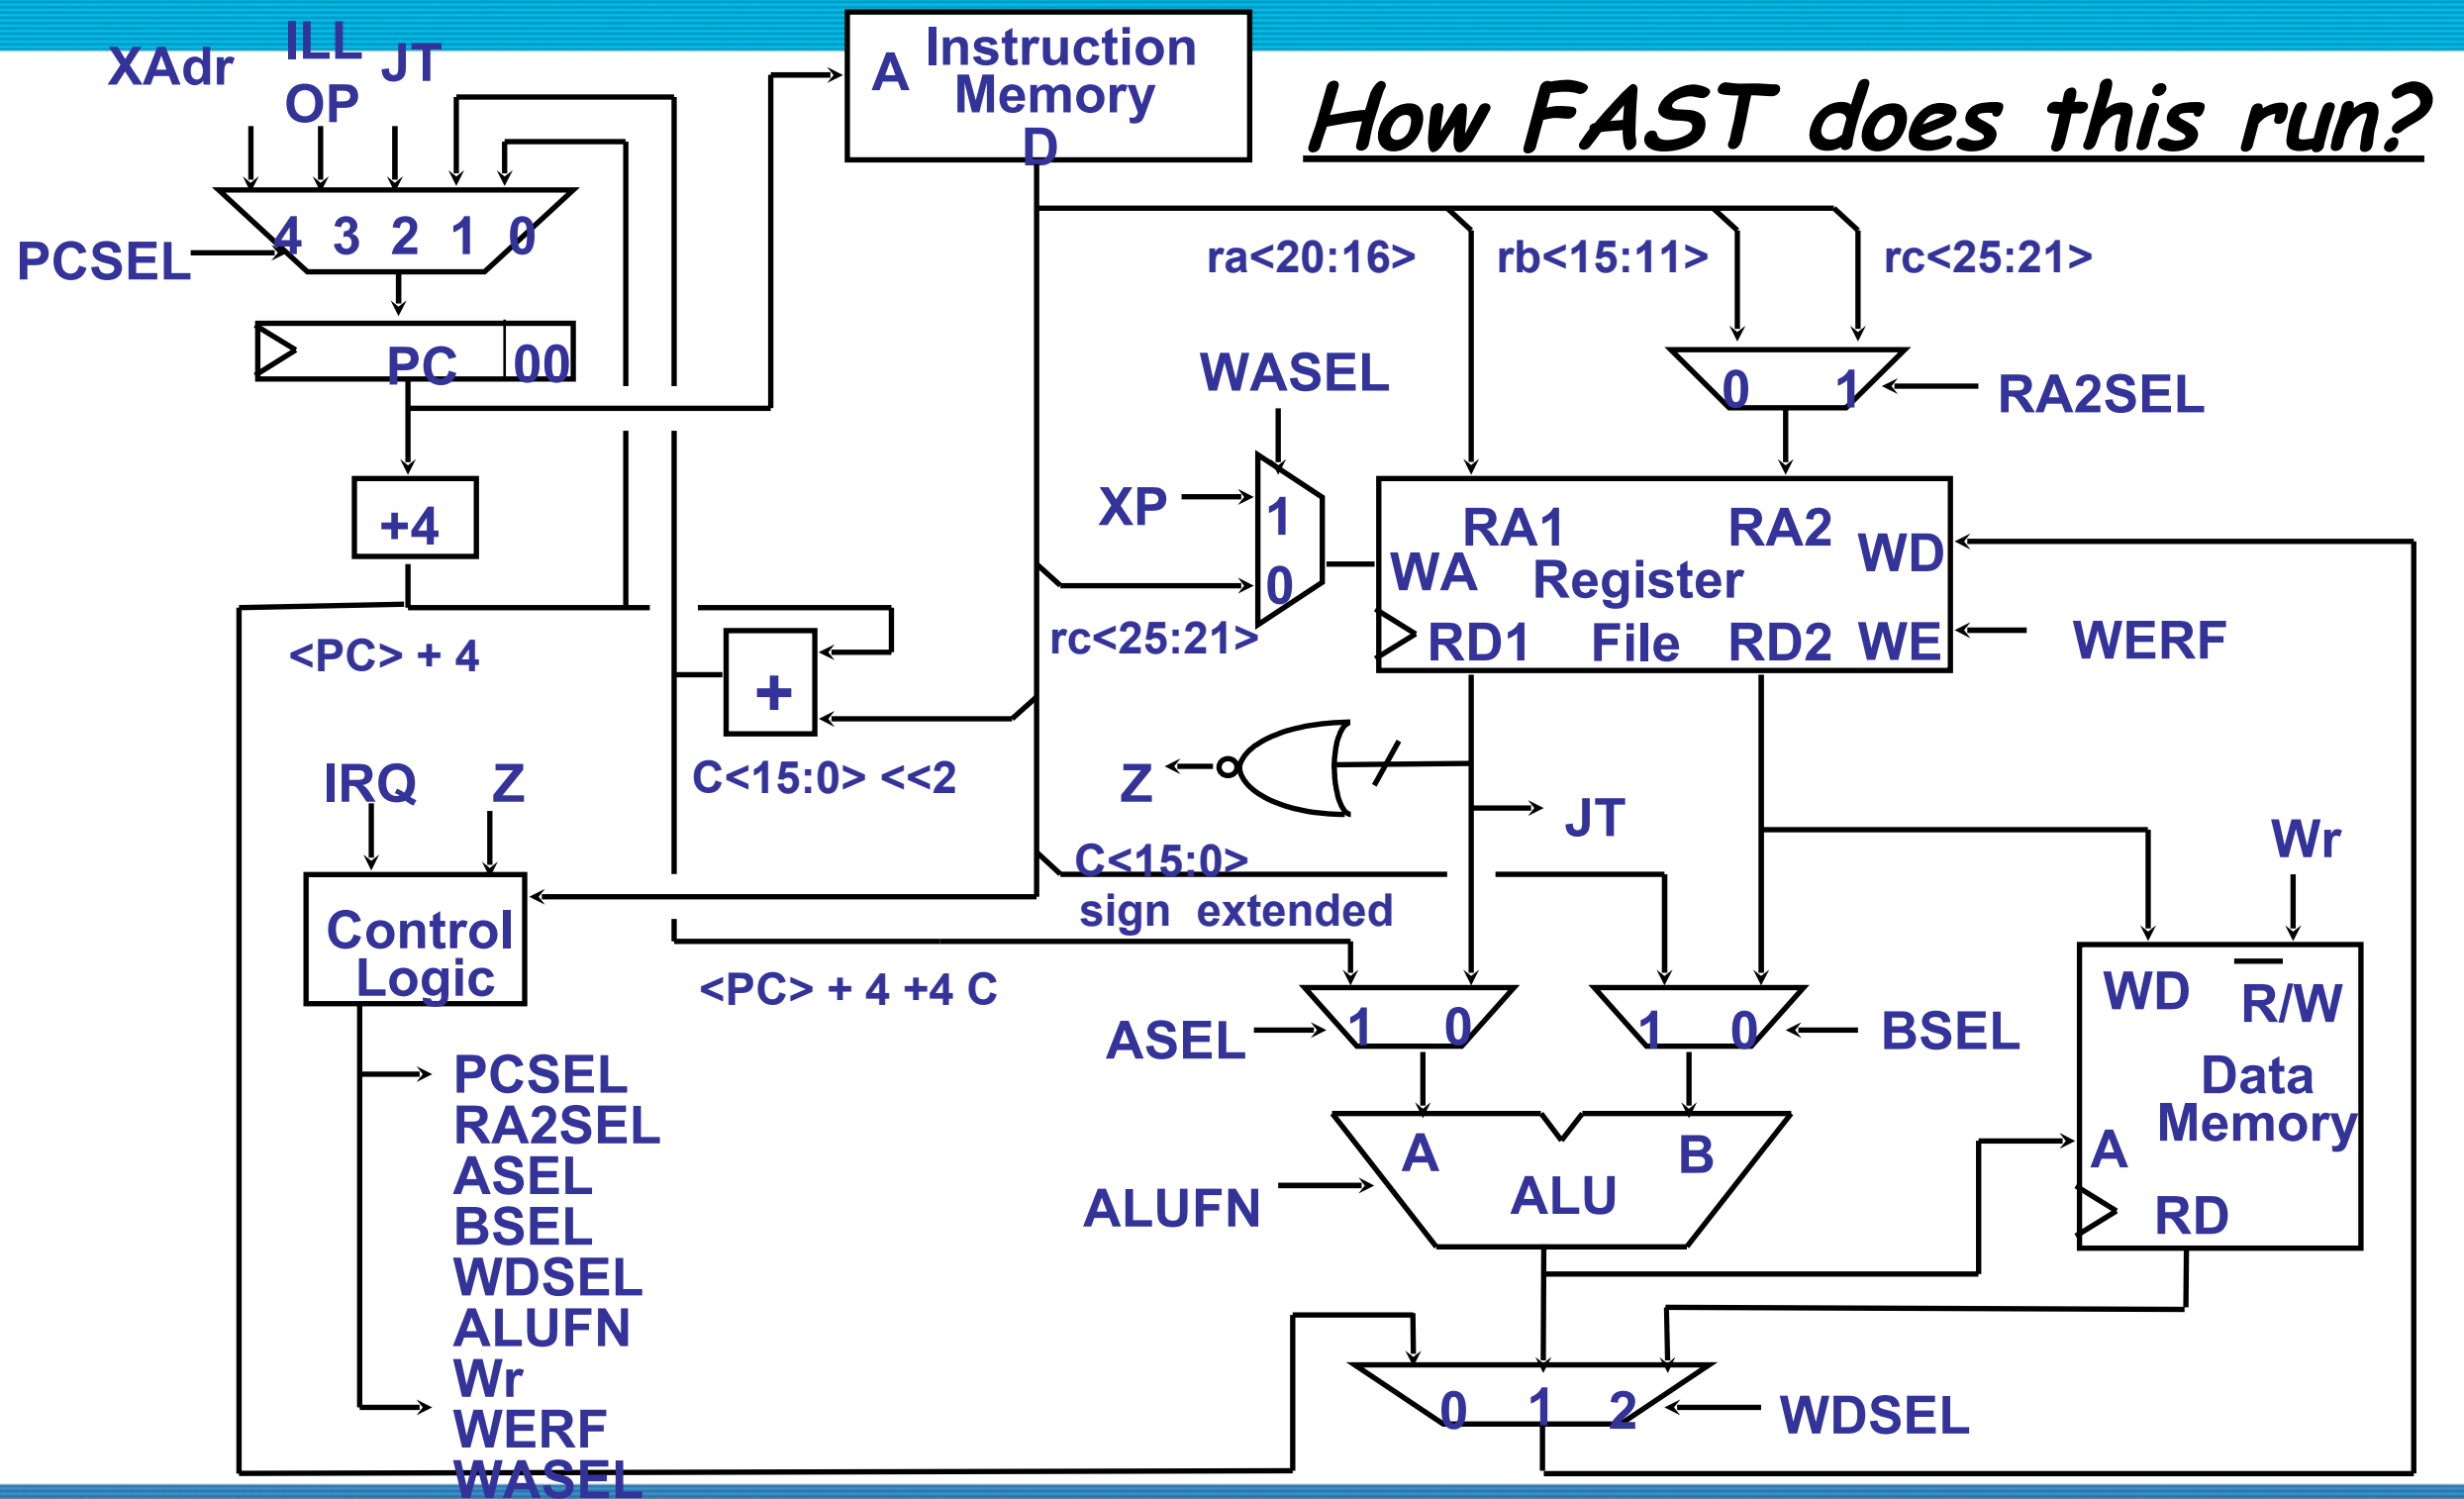 How FAST does this run?
XAdr
ILL
OP
JT
PCSEL
4 3 2 1 0
PC 00
+4
<PC> + 4
A
Instruction
Memory
D
ra<20:16>
rb<15:11>
rc<25:21>
0 1
RA2SEL
WASEL
XP
1
0
rc<25:21>
RA1 RA2
WA Register WD
RD1 File RD2 WE
WERF
+
C<15:0> <<2
Z
JT
IRQ Z
Control
Logic
C<15:0>
sign extended
<PC> + 4 +4 C
ASEL
1 0
1 0
BSEL
Wr
WD R/W
Data
Memory
A
RD
A B
ALU
ALUFN
PCSEL
RA2SEL
ASEL
BSEL
WDSEL
ALUFN
Wr
WERF
WASEL
0 1 2
WDSEL